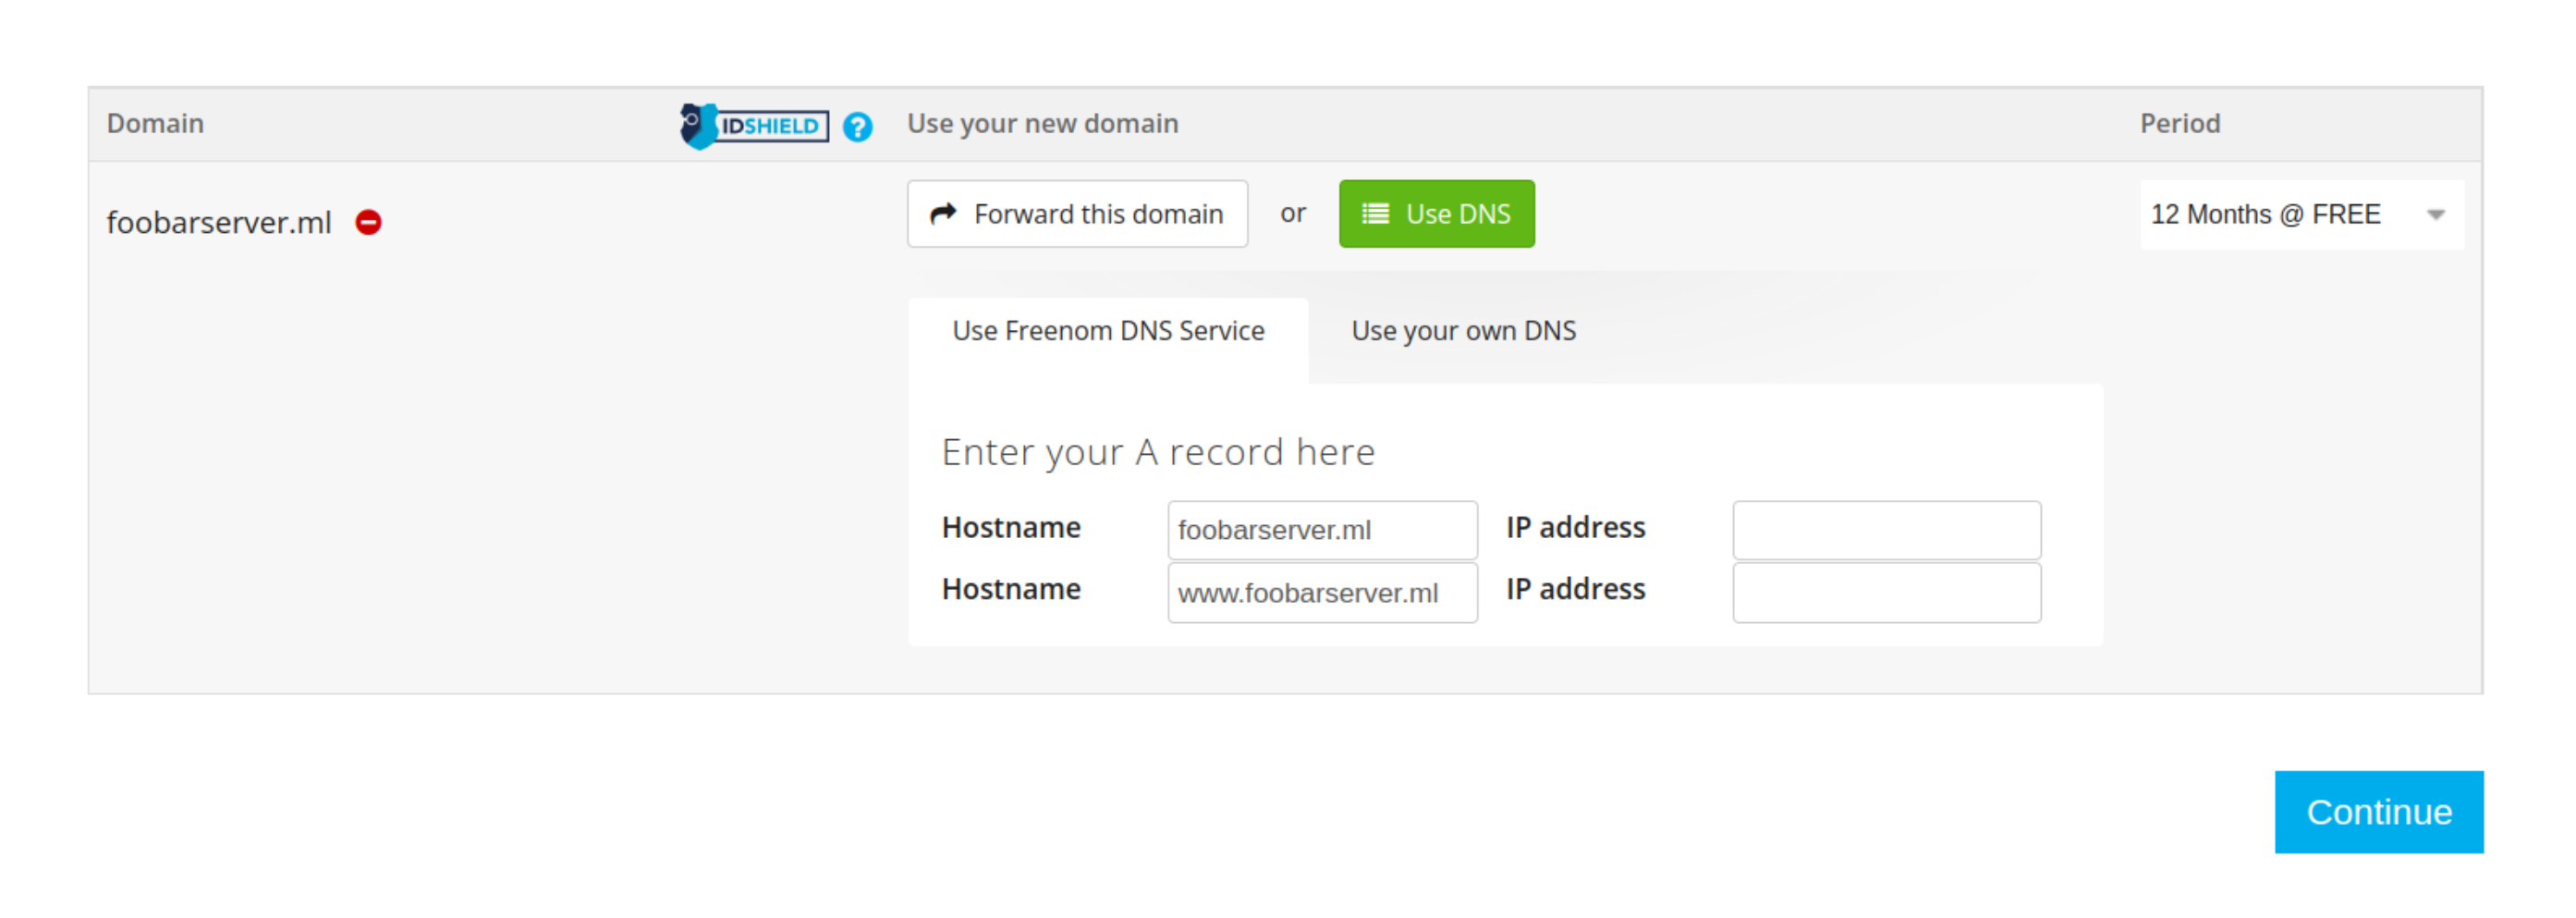 Domain IDSHIELD ? Use your new domain Period
foobarserver.ml Forward this domain or Use DNS 12 Months @ FREE
Use Freenom DNS Service Use your own DNS
Enter your A record here
Hostname foobarserver.ml IP address
Hostname www.foobarserver.ml IP address
Continue